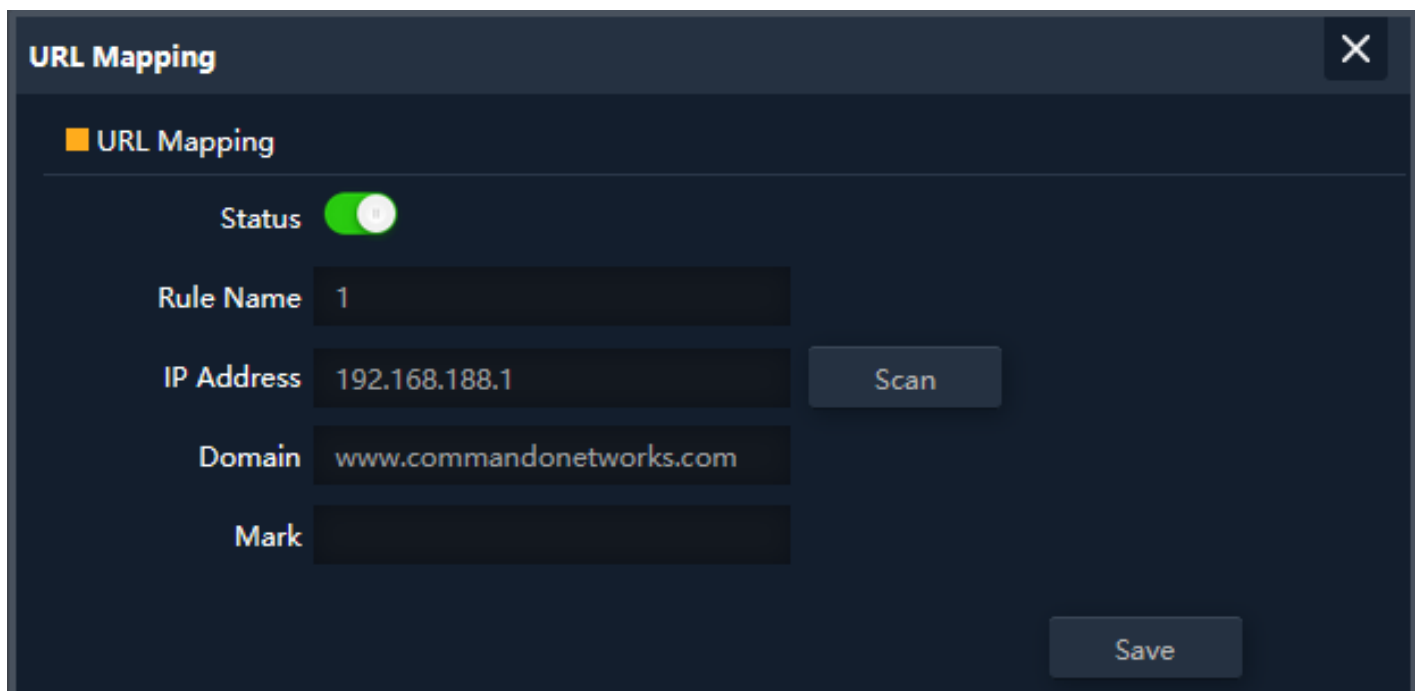 URL Mapping
URL Mapping
Status
Rule Name 1
IP Address 192.168.188.1 Scan
Domain www.commandonetworks.com
Mark
Save